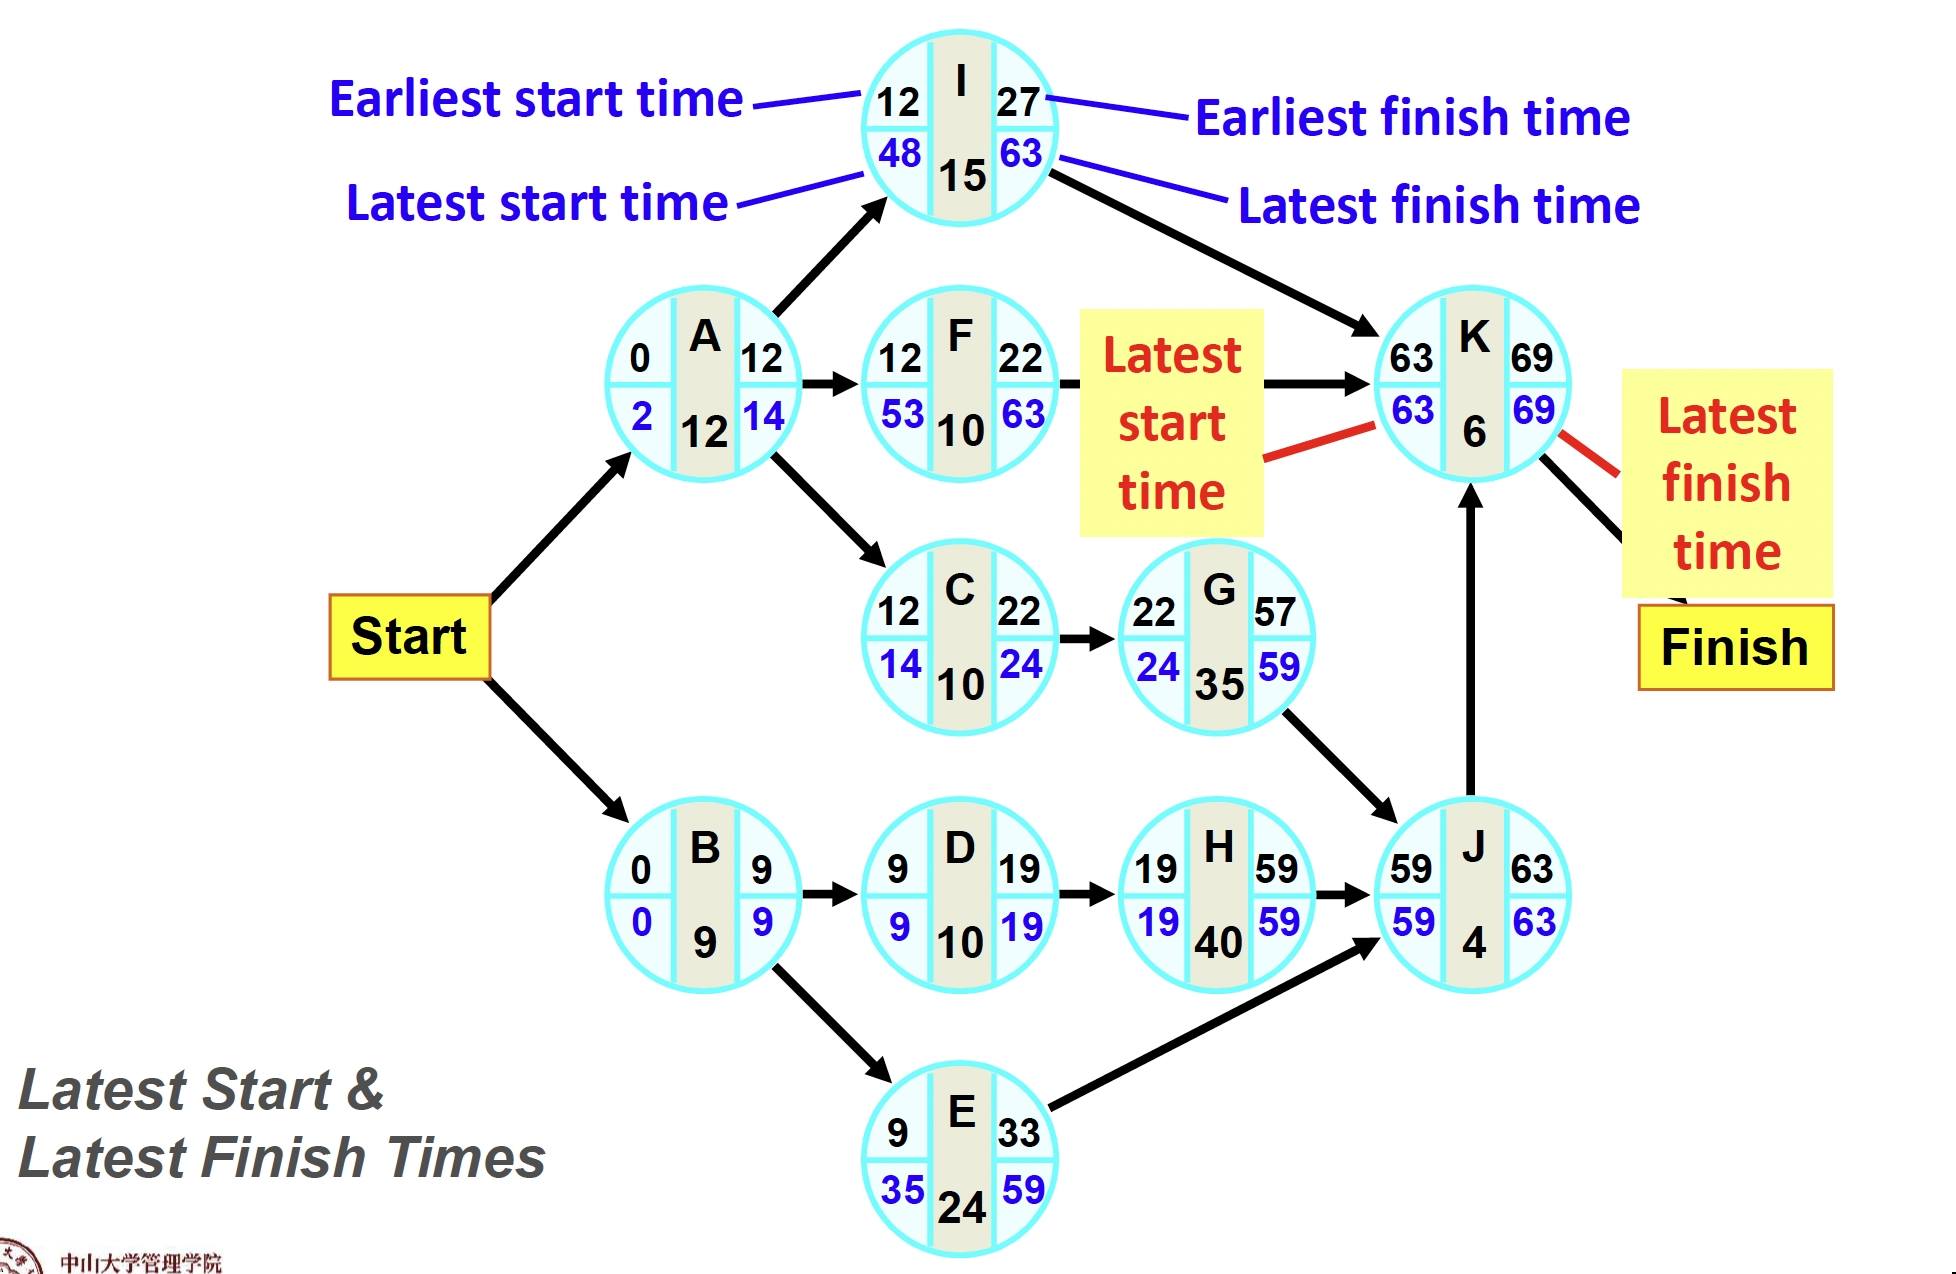 I
Earliest start time
12
27
Earliest finish time
48
63
15
Latest start time
Latest finish time
A
0
12
2
14
12
F
12
22
53
63
10
Latest
start
time
K
63
69
63
69
6
Latest
finish
time
C
12
22
14
24
10
G
22
57
24
59
35
Start
Finish
B
0
9
0
9
9
D
9
19
9
19
10
H
19
59
19
59
40
J
59
63
59
63
4
E
9
33
35
59
24
Latest Start &
Latest Finish Times
中山大学管理学院